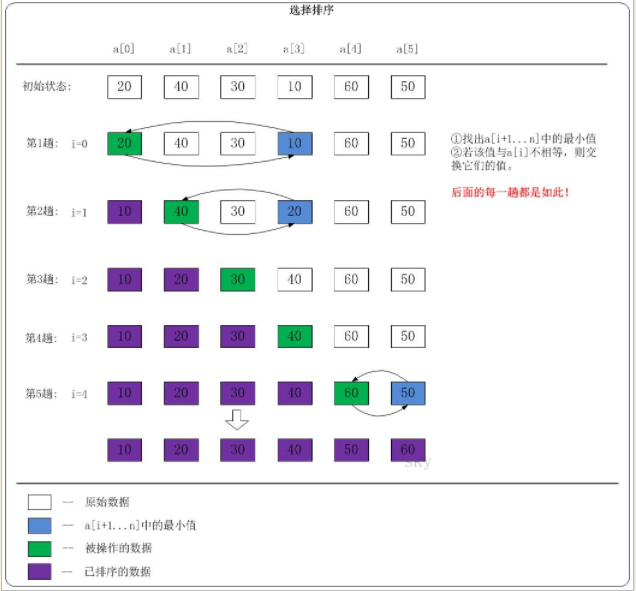 选择排序
a[0] a[1] a[2] a[3] a[4] a[5]
初始状态: 20 40 30 10 60 50
第1趟: i=0 20 40 30 10 60 50
①找出a[i+1...n]中的最小值
②若该值与a[i]不相等，则交
换它们的值。
后面的每一趟都是如此！
第2趟: i=1 10 40 30 20 60 50
第3趟: i=2 10 20 30 40 60 50
第4趟: i=3 10 20 30 40 60 50
第5趟: i=4 10 20 30 40 60 50
10 20 30 40 50 60
sky
-- 原始数据
-- a[i+1...n]中的最小值
-- 被操作的数据
-- 已排序的数据